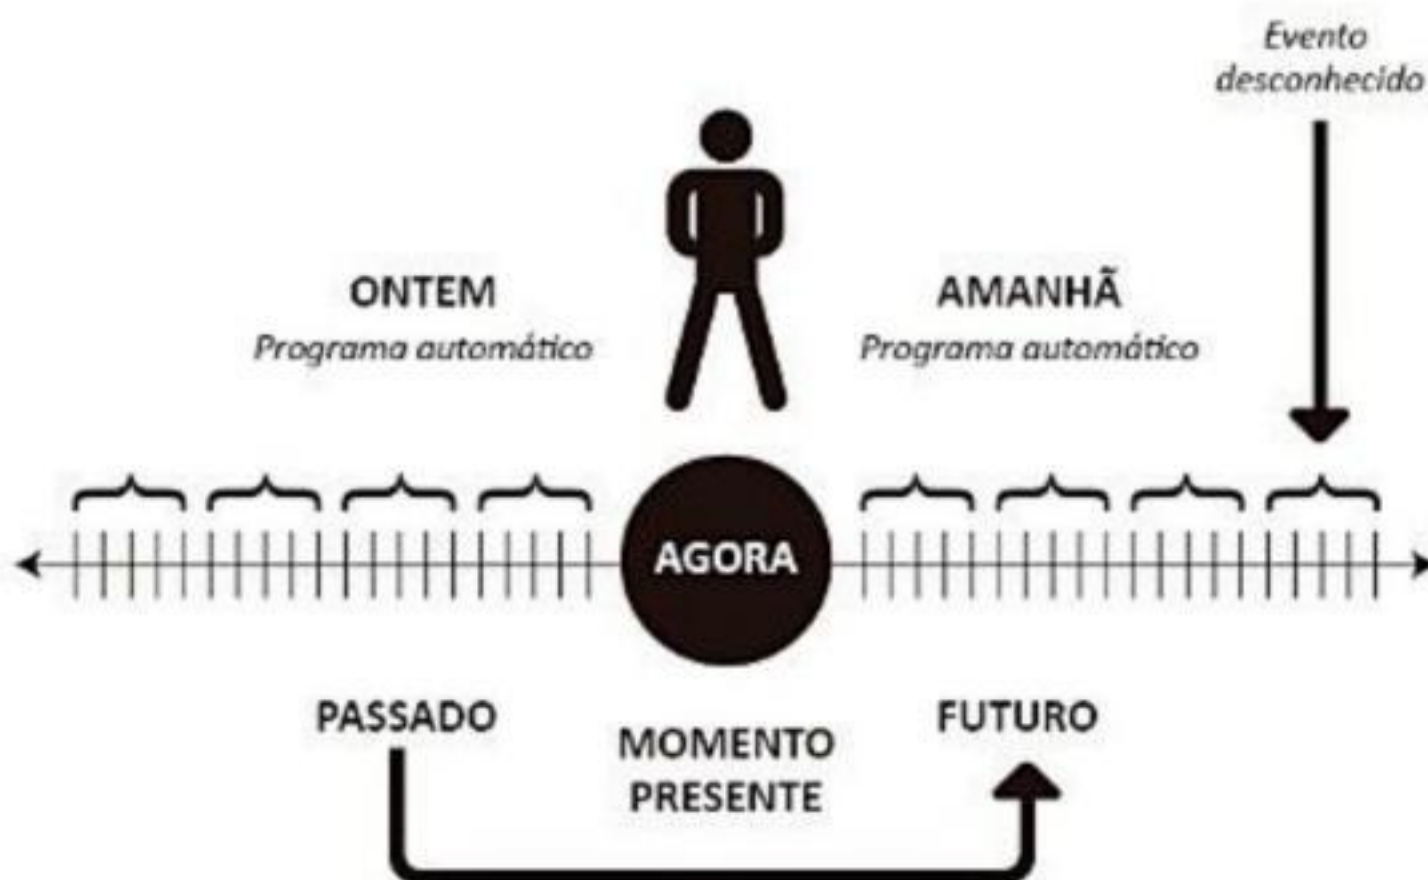 Evento
desconhecido
ONTEM
Programa automático
AMANHÃ
Programa automático
AGORA
PASSADO
MOMENTO
PRESENTE
FUTURO